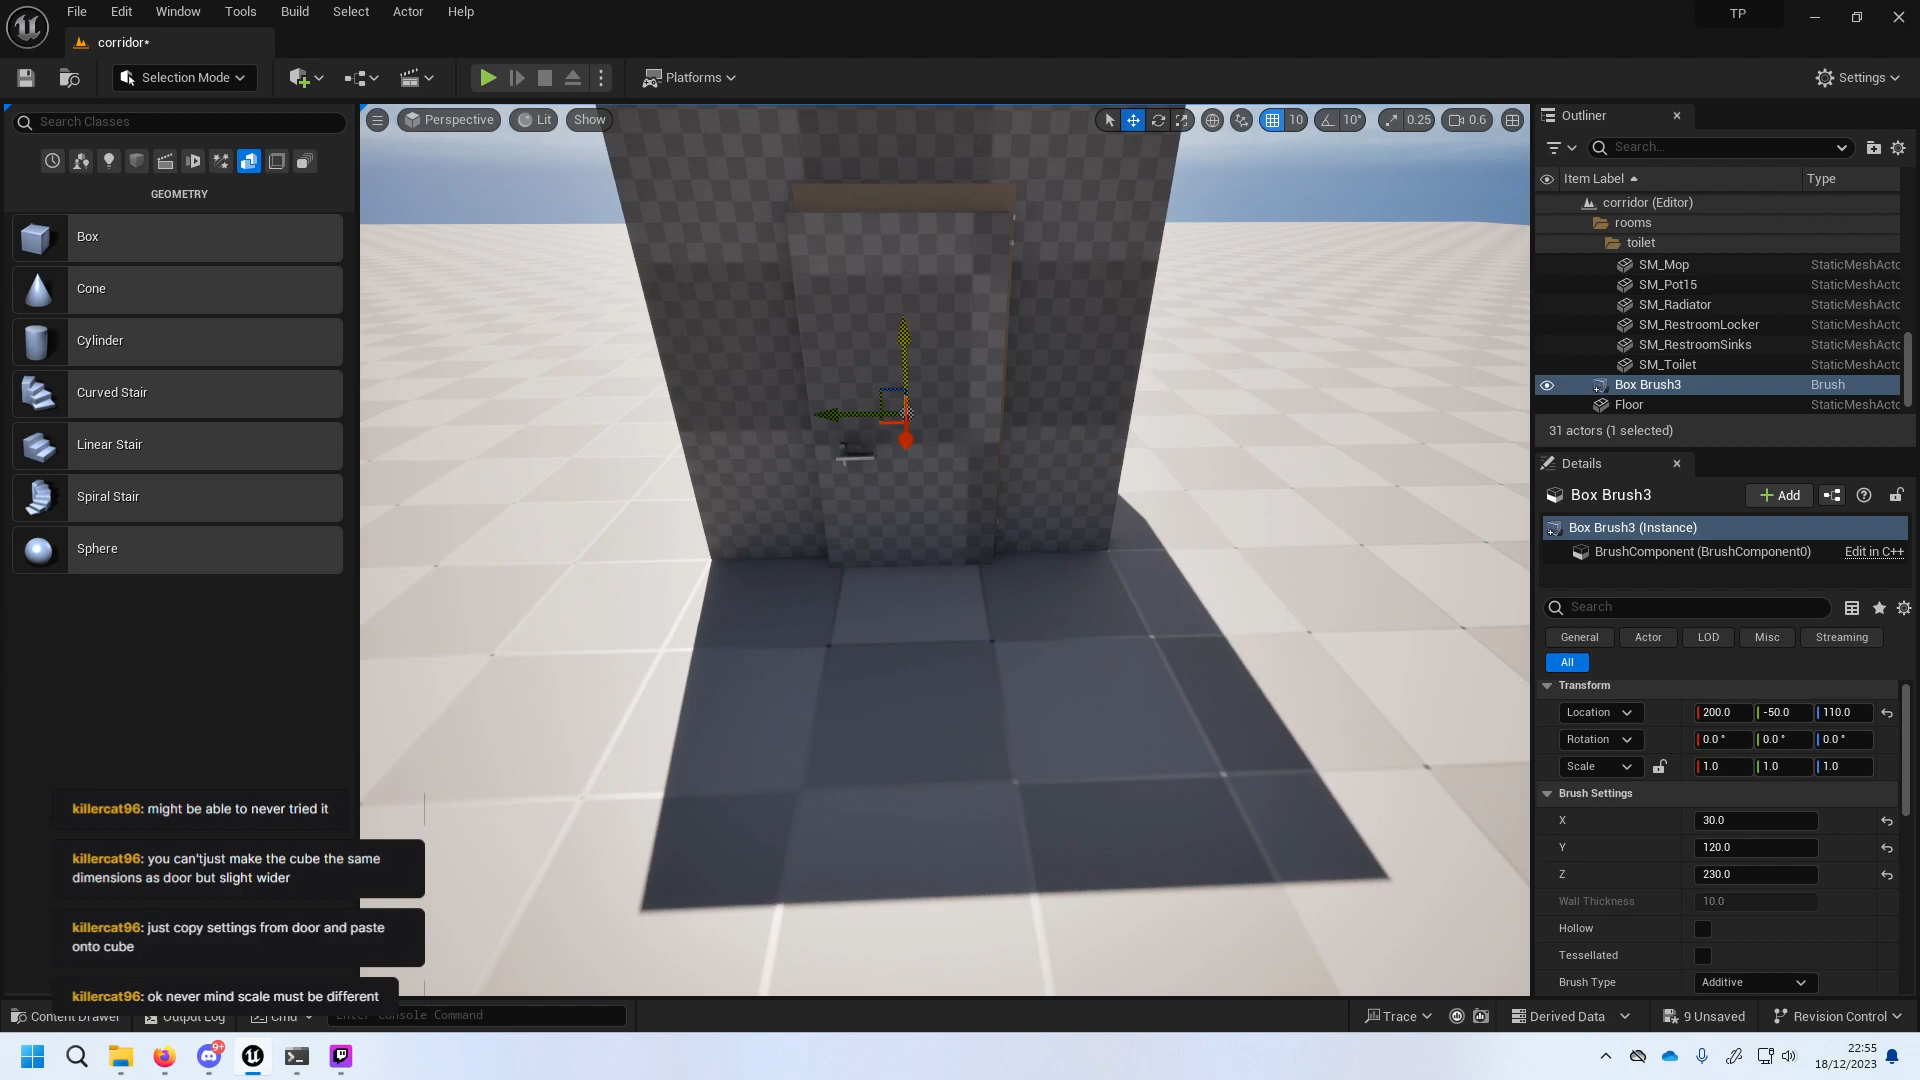 File Edit Window Tools Build Select Actor Help
TP
corridor*
Selection Mode
Platforms
Settings
Search Classes
Perspective
Lit
Show
10
10°
0.25
0.6
GEOMETRY
Box
Cone
Cylinder
Curved Stair
Linear Stair
Spiral Stair
Sphere
killercat96: might be able to never tried it
killercat96: you can'tjust make the cube the same
dimensions as door but slight wider
killercat96: just copy settings from door and paste
onto cube
killercat96: ok never mind scale must be different
Outliner
Search...
Item Label Type
corridor (Editor)
rooms
toilet
SM_Mop StaticMeshActo
SM_Pot15 StaticMeshActo
SM_Radiator StaticMeshActo
SM_RestroomLocker StaticMeshActo
SM_RestroomSinks StaticMeshActo
SM_Toilet StaticMeshActo
Box Brush3 Brush
Floor StaticMeshActo
31 actors (1 selected)
Details
Box Brush3
Add
Box Brush3 (Instance)
BrushComponent (BrushComponent0) Edit in C++
Search
General Actor LOD Misc Streaming
All
Transform
Location 200.0 -50.0 110.0
Rotation 0.0 ° 0.0 ° 0.0 °
Scale 1.0 1.0 1.0
Brush Settings
X 30.0
Y 120.0
Z 230.0
Wall Thickness 10.0
Hollow
Tessellated
Brush Type Additive
Content Drawer
Output Log
Cmd
Enter Console Command
Trace
Derived Data
9 Unsaved
Revision Control
9+
22:55
18/12/2023